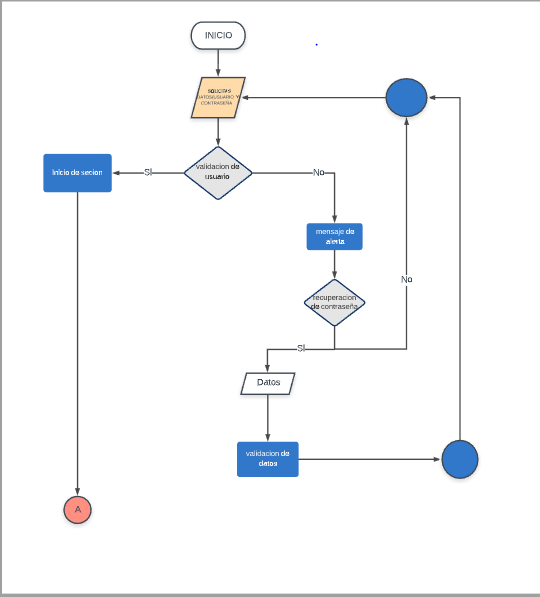 INICIO
SOLICITAR
DATOS(USUARIO Y
CONTRASEÑA
validacion de
usuario
SI
No
Inicio de secion
mensaje de
alerta
recuperacion
de contraseña
No
SI
Datos
validacion de
datos
A